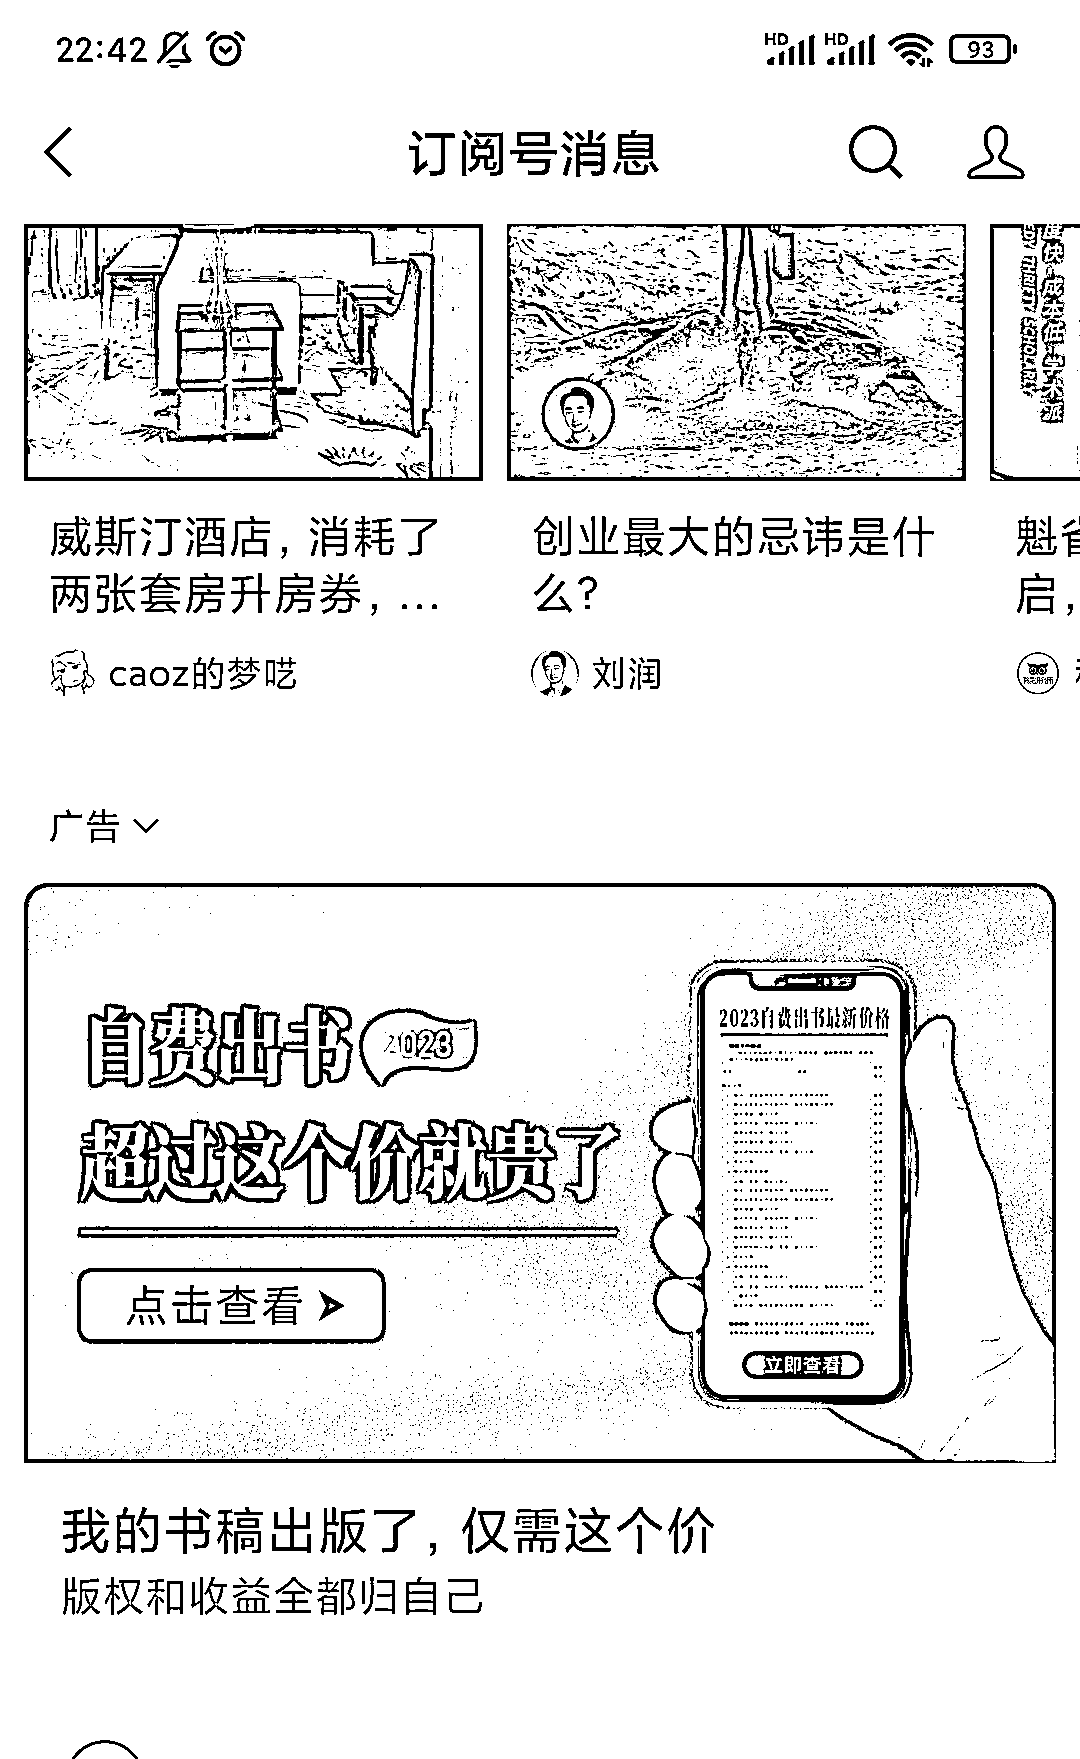 22:42
HD HD 93
订阅号消息
威斯汀酒店，消耗了
两张套房升房券，...
caoz的梦呓
创业最大的忌讳是什
么？
刘润
魁省
启，
广告
自费出书 2023
超过这个价就贵了
点击查看
2023自费出书最新价格
立即查看
我的书稿出版了，仅需这个价
版权和收益全都归自己